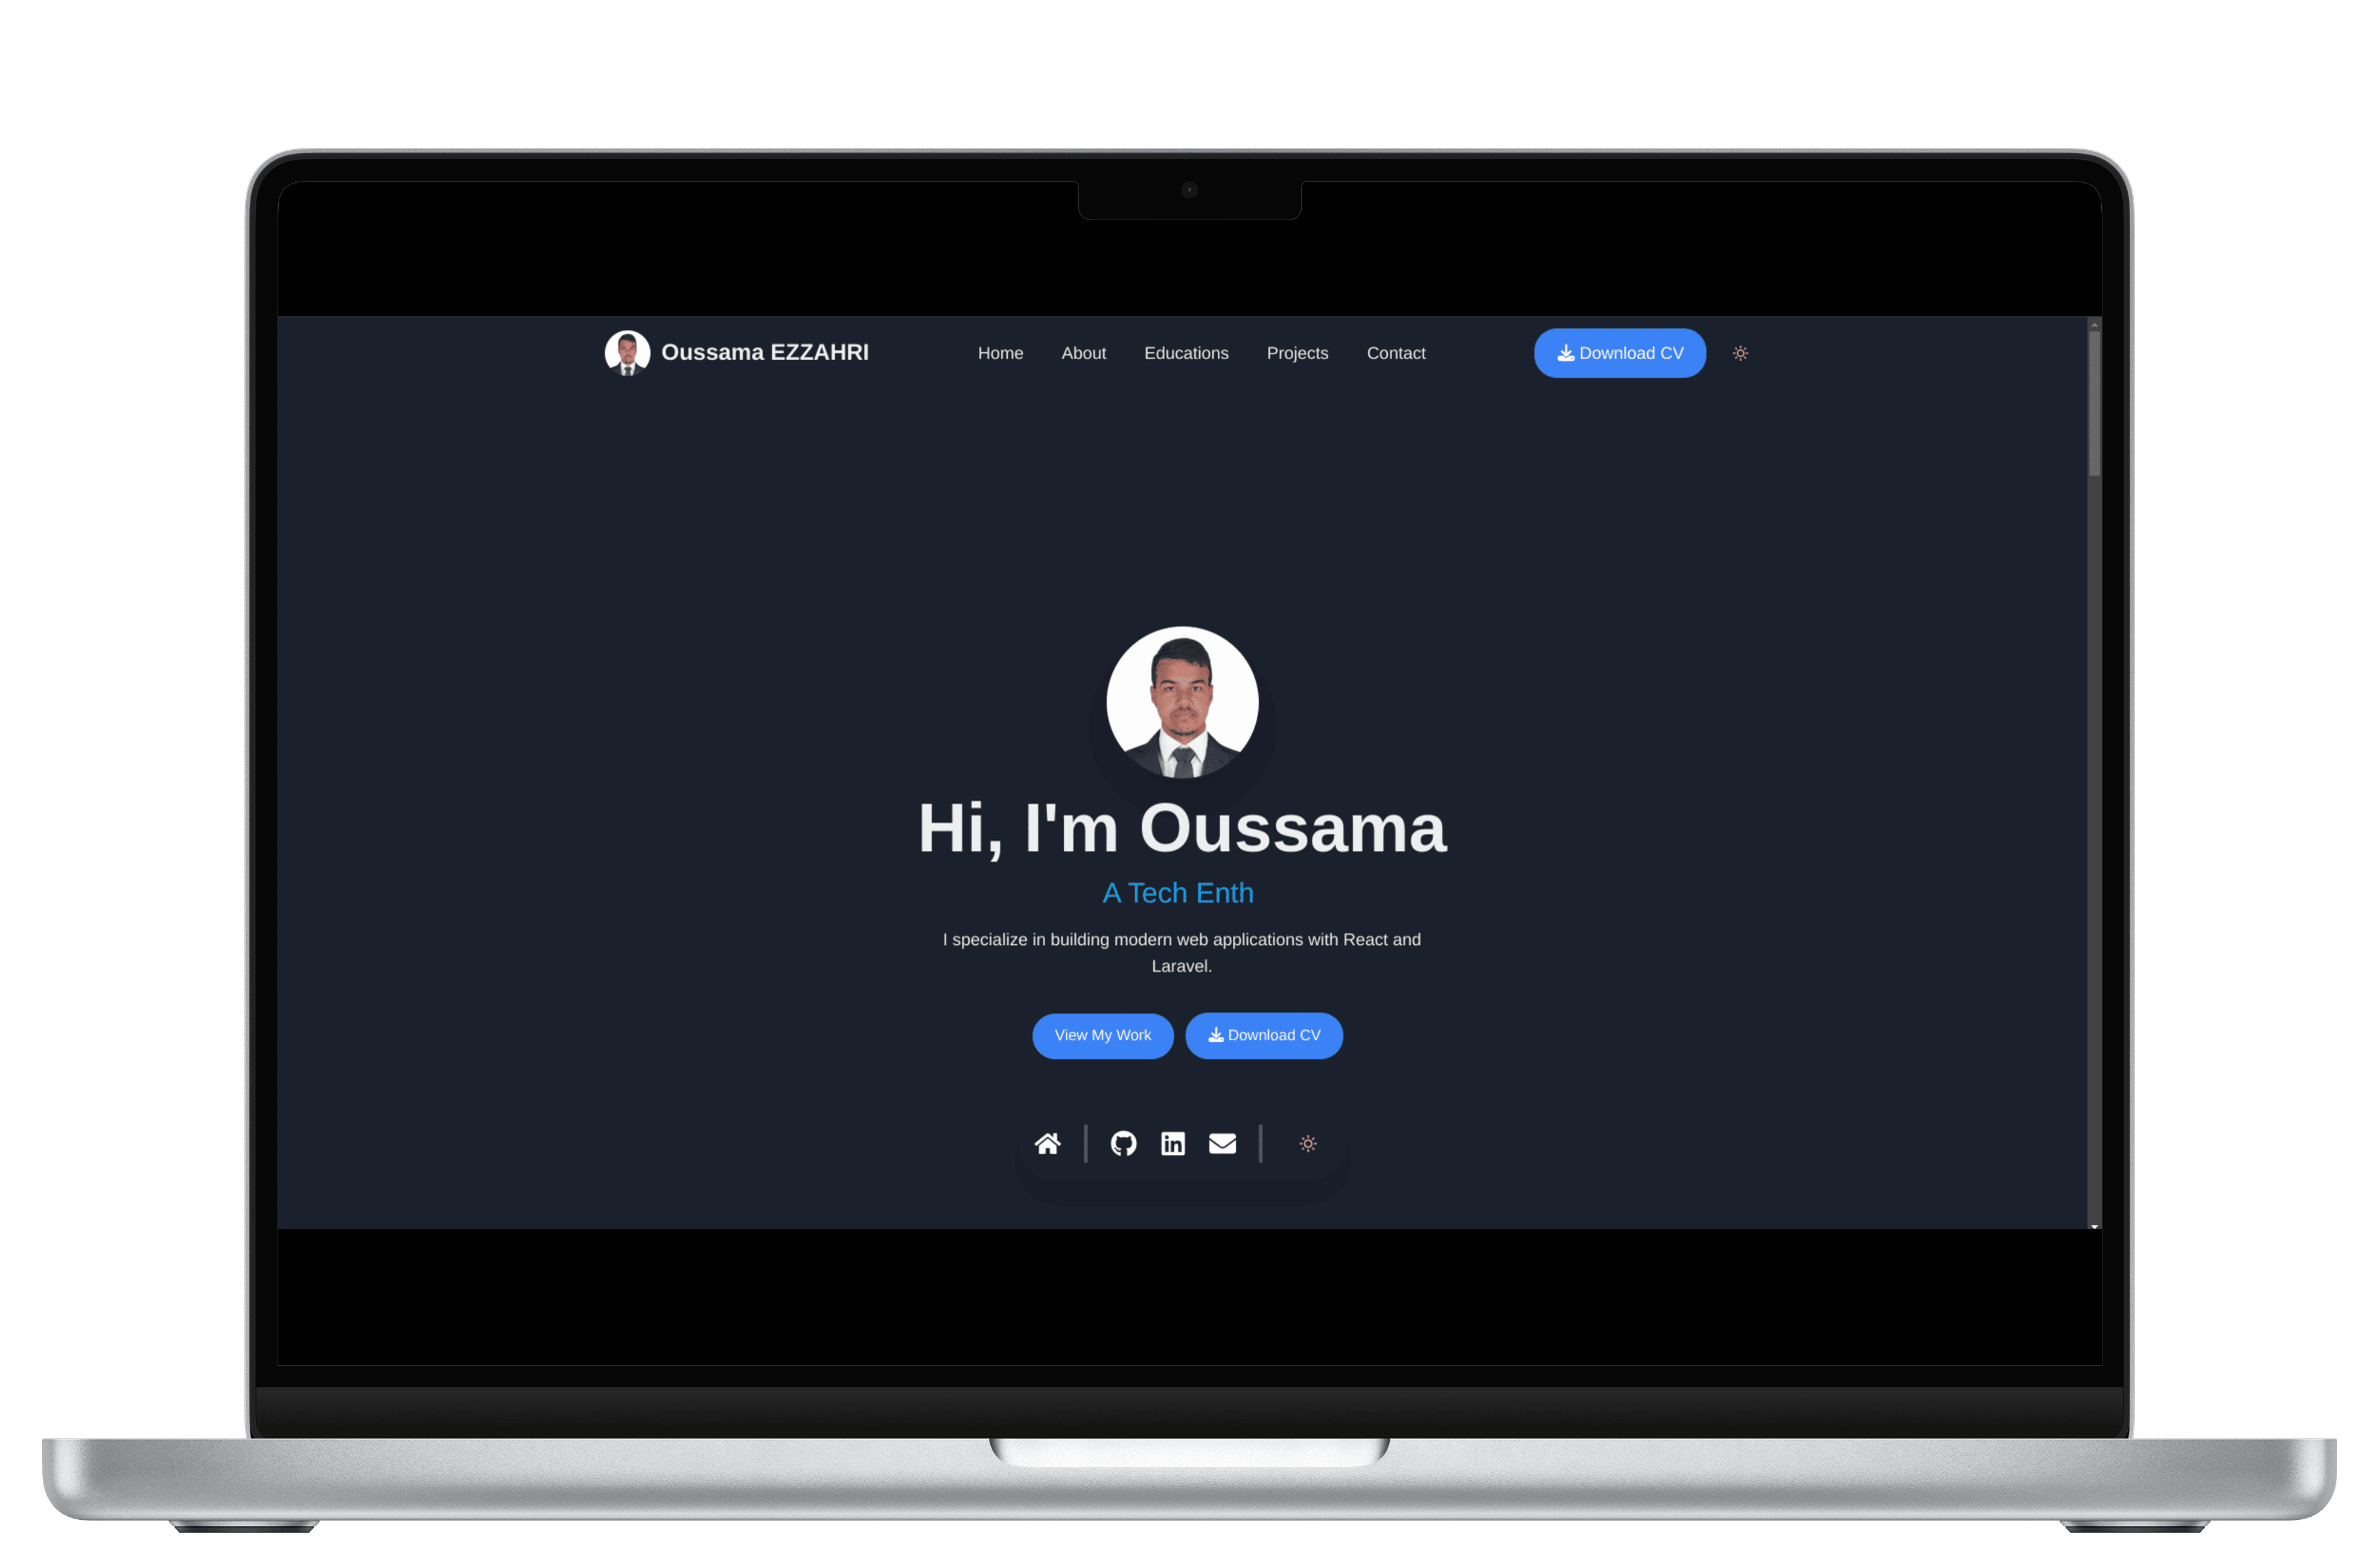 Oussama EZZAHRI
Home About Educations Projects Contact
Download CV
Hi, I'm Oussama
A Tech Enth
I specialize in building modern web applications with React and
Laravel.
View My Work
Download CV
in